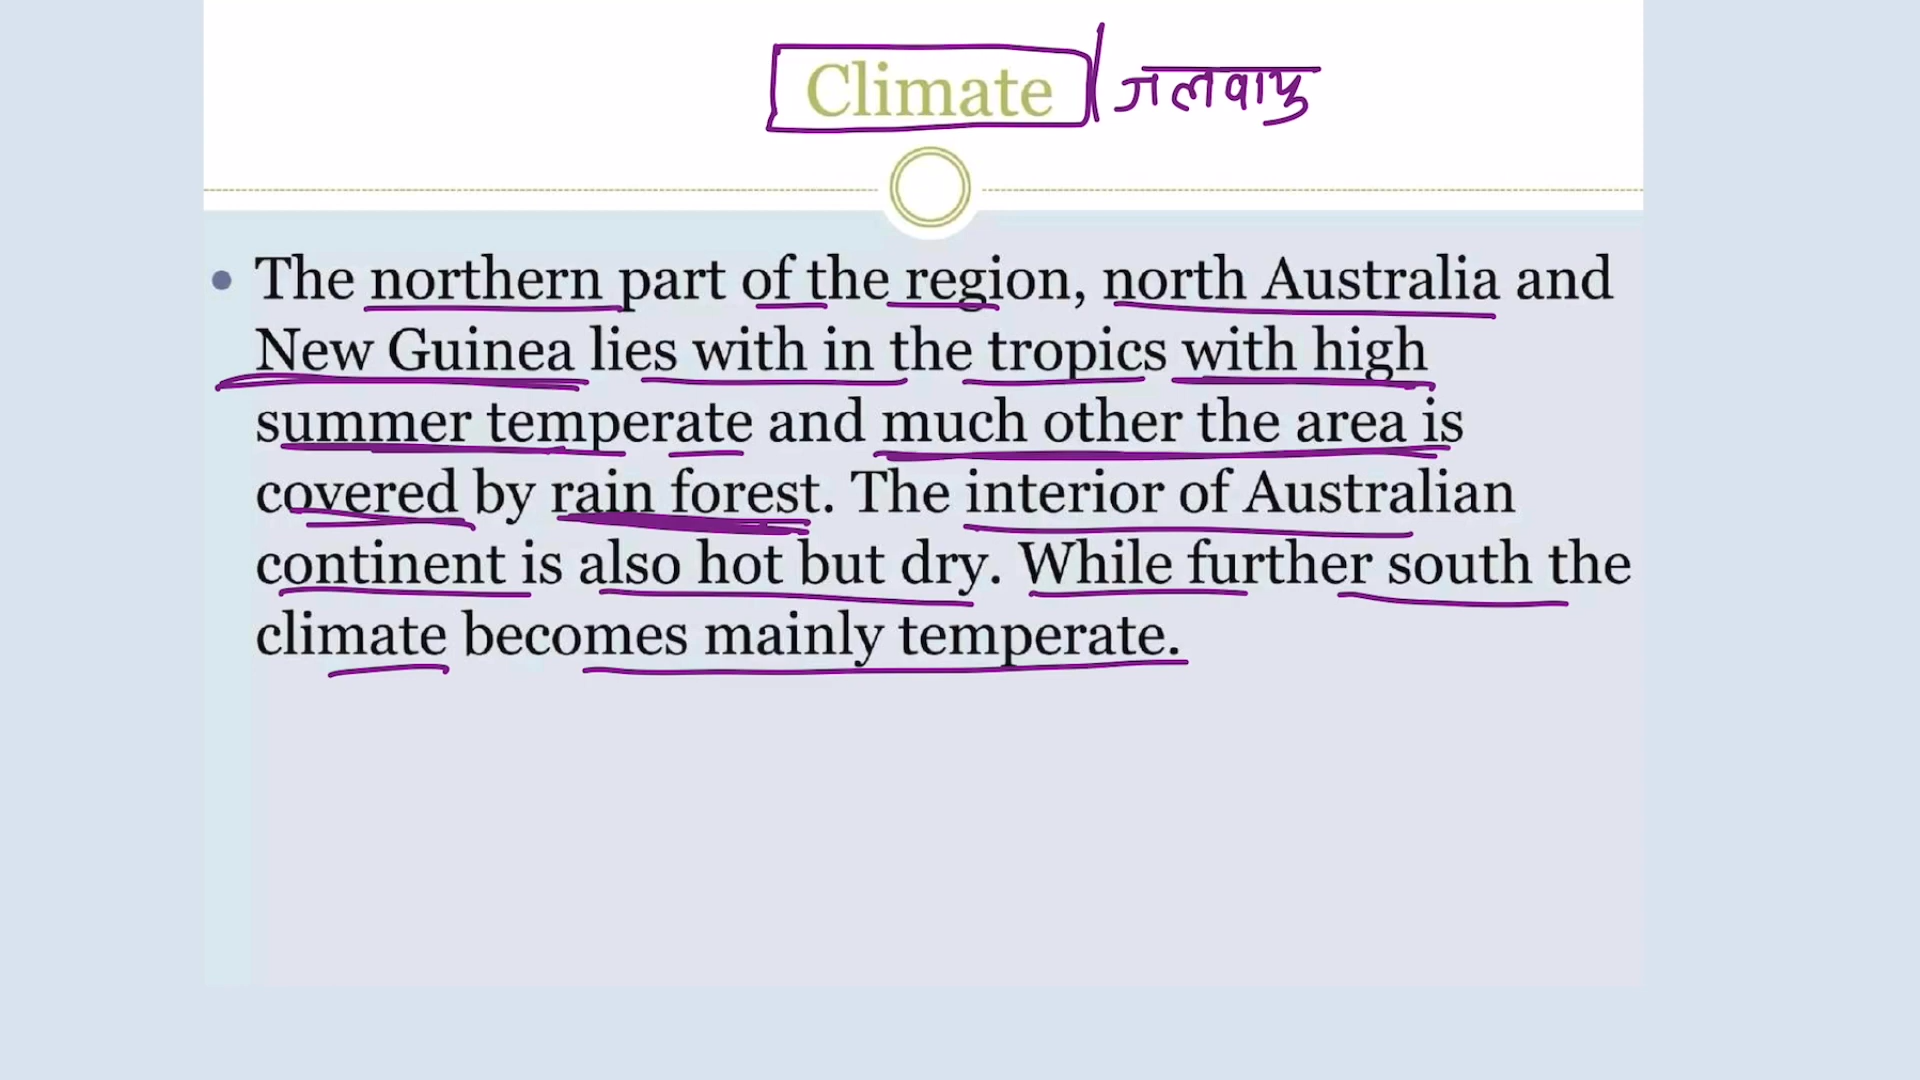 Climate | जलवायु
• The northern part of the region, north Australia and
New Guinea lies with in the tropics with high
summer temperate and much other the area is
covered by rain forest. The interior of Australian
continent is also hot but dry. While further south the
climate becomes mainly temperate.